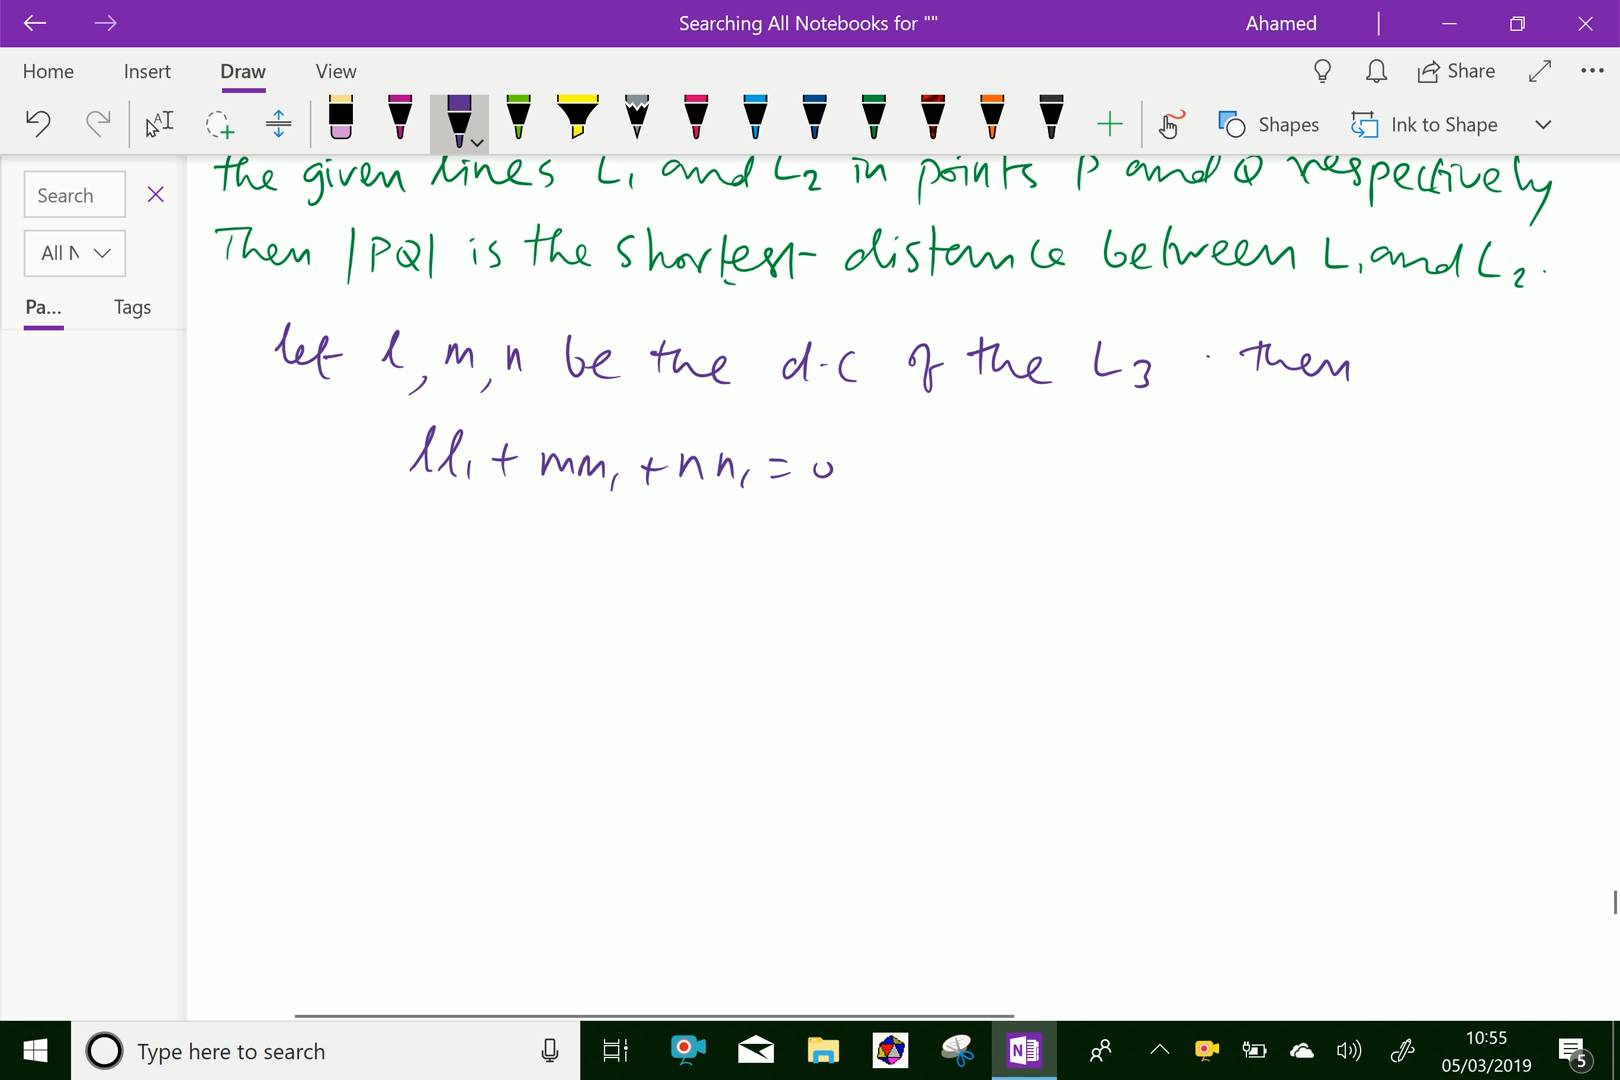 Searching All Notebooks for ""
Ahamed
Home Insert Draw View
Share
Shapes
Ink to Shape
Search
All N
Pa... Tags
the given lines L₁ and L₂ in points P and Q respectively
Then |PQ| is the shortest distance between L₁ and L₂.
let l, m, n be the d.c of the L₃. then
ll₁ + mm₁ + nn₁ = 0
Type here to search
10:55
05/03/2019
5